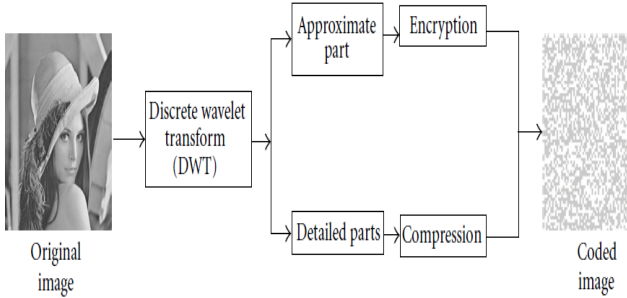 Original
image
Discrete wavelet
transform
(DWT)
Approximate
part
Encryption
Detailed parts
Compression
Coded
image